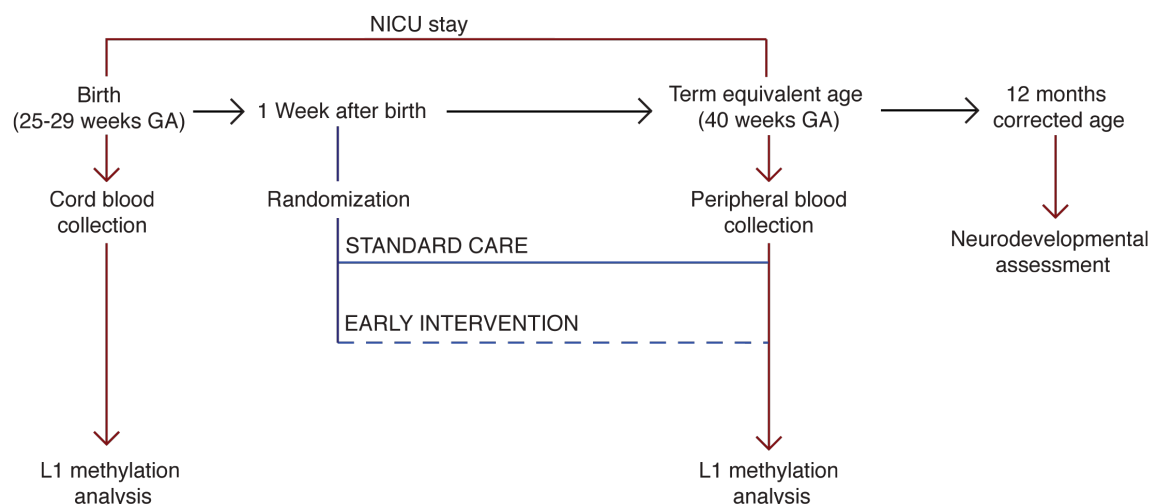 NICU stay
Birth
(25-29 weeks GA)
1 Week after birth
Term equivalent age
(40 weeks GA)
12 months
corrected age
Cord blood
collection
Randomization
Peripheral blood
collection
Neurodevelopmental
assessment
STANDARD CARE
EARLY INTERVENTION
L1 methylation
analysis
L1 methylation
analysis